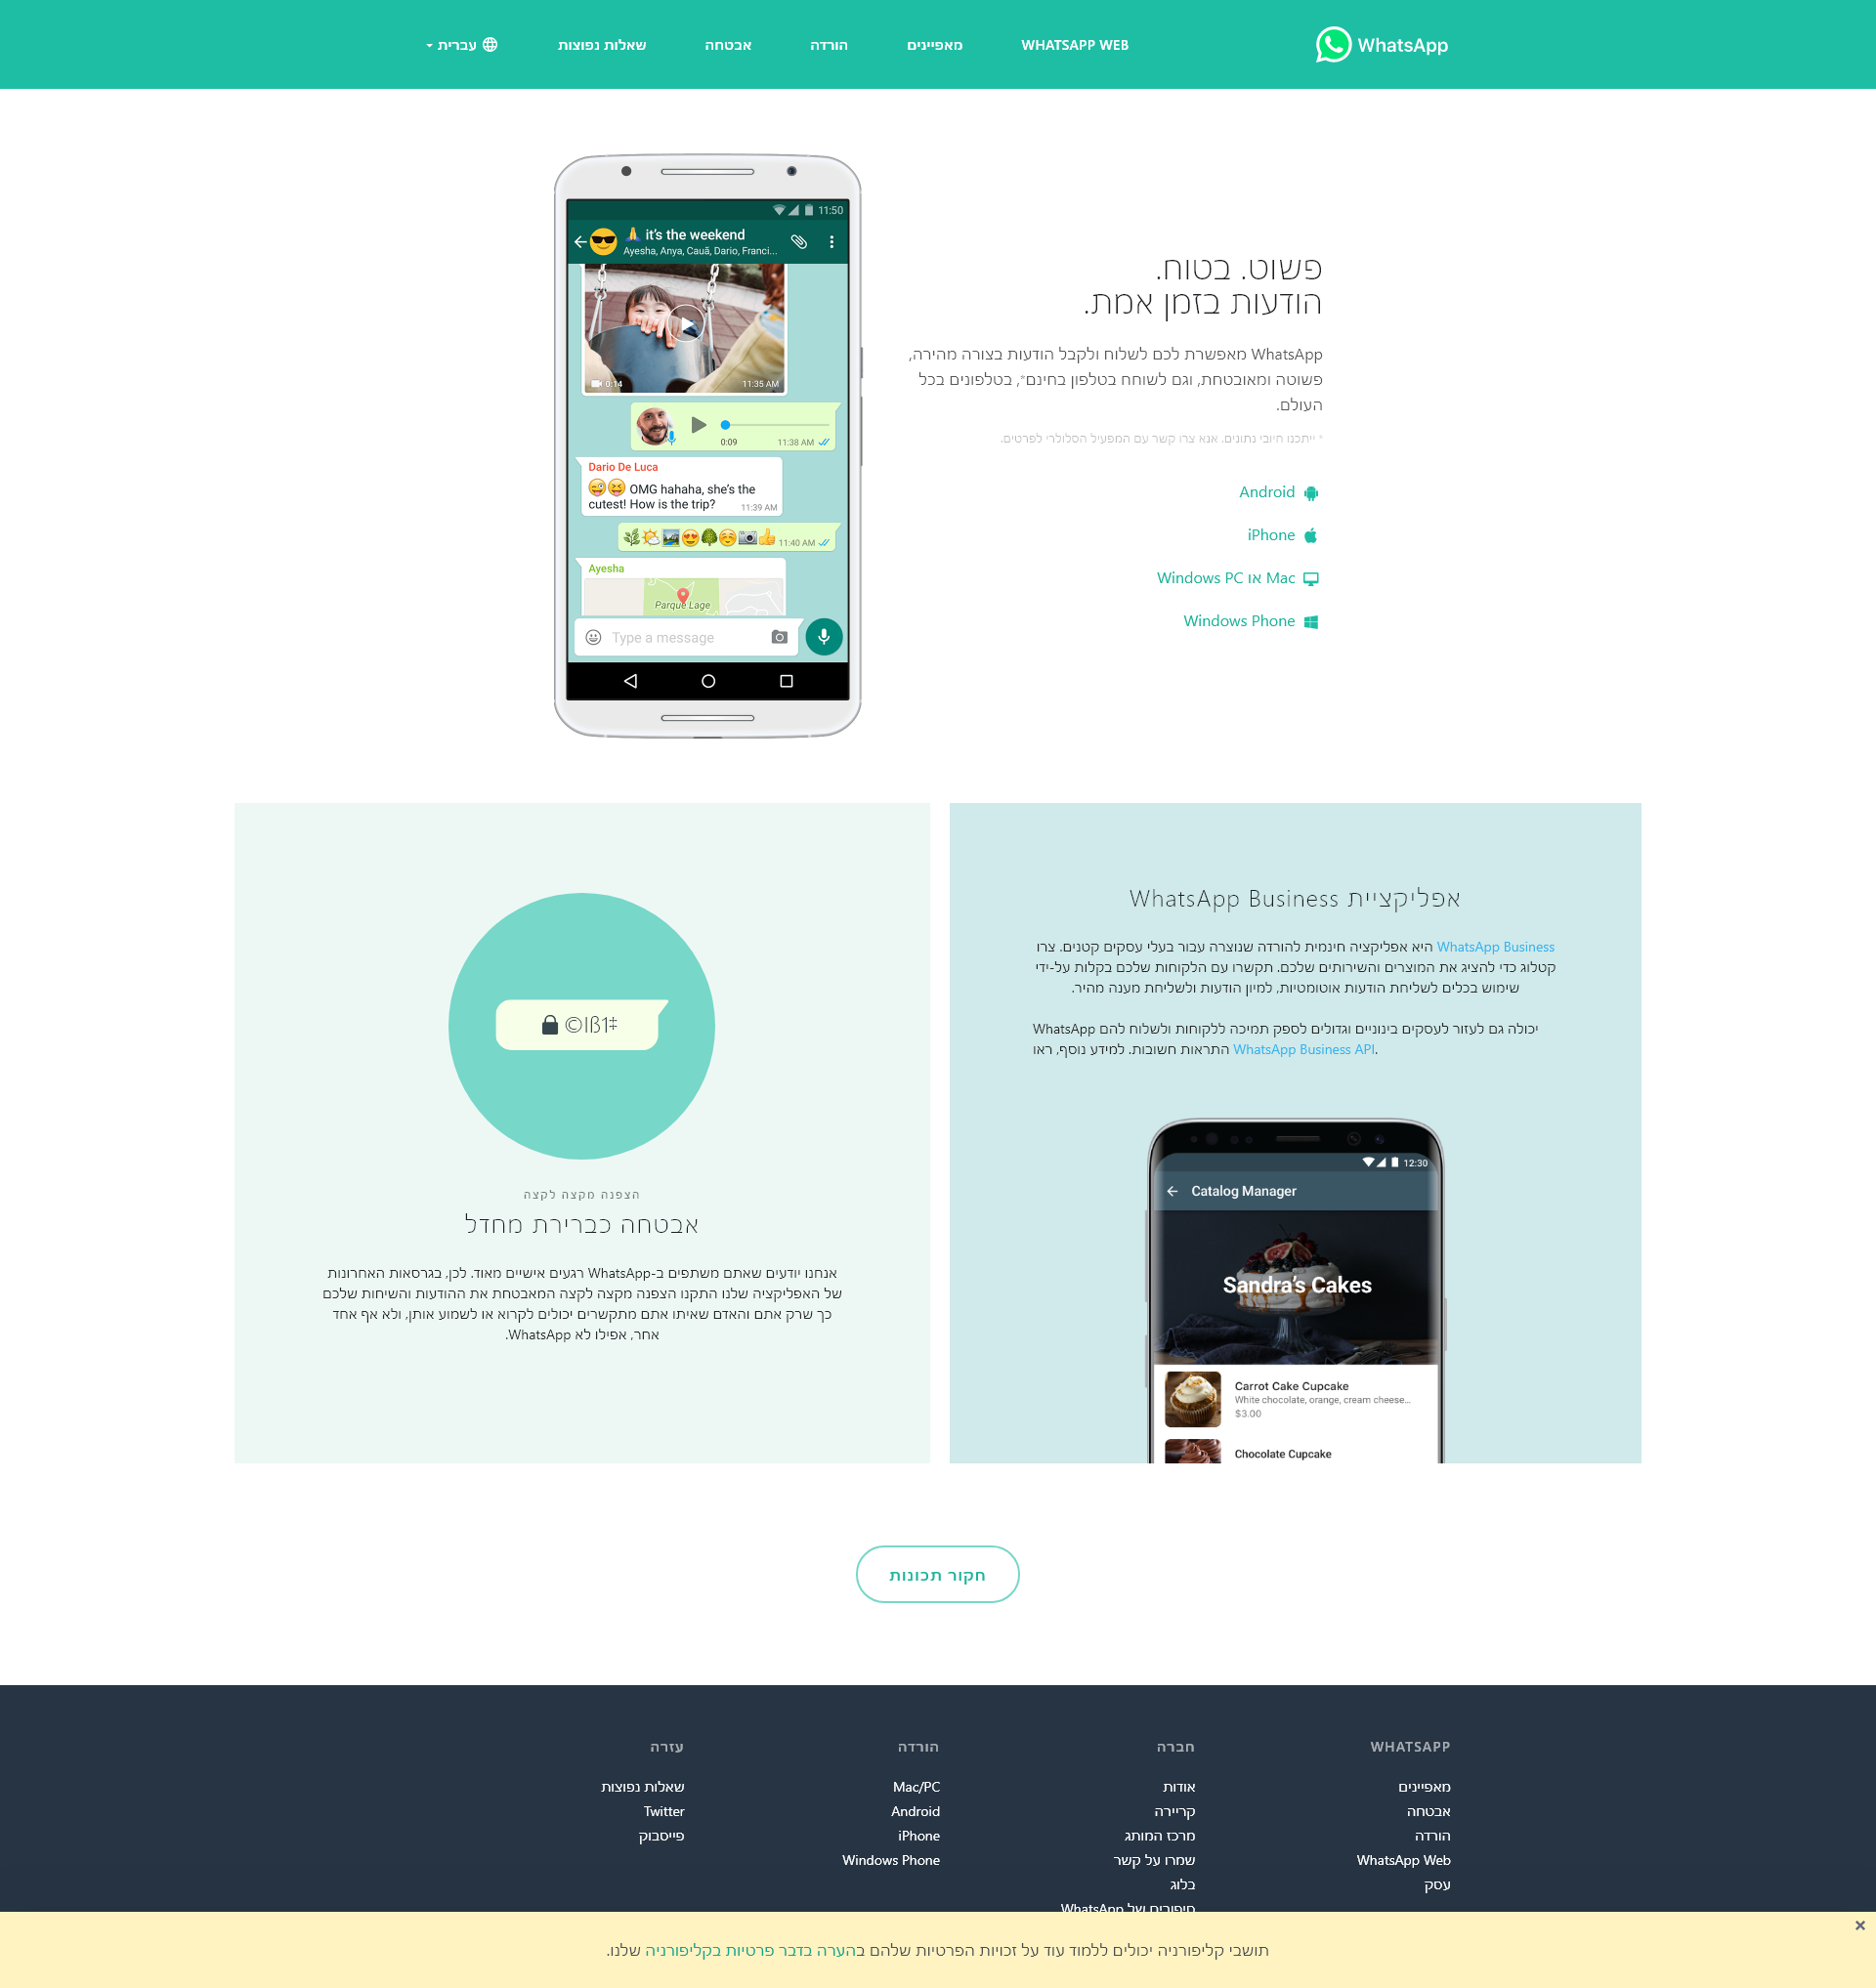 WhatsApp
WHATSAPP WEB
מאפיינים
הורדה
אבטחה
שאלות נפוצות
עברית
פשוט. בטוח.
הודעות בזמן אמת.
WhatsApp מאפשרת לכם לשלוח ולקבל הודעות בצורה מהירה,
פשוטה ומאובטחת, וגם לשוחח בטלפון בחינם*, בטלפונים בכל
העולם.
* ייתכנו חיובי נתונים. אנא צרו קשר עם המפעיל הסלולרי לפרטים.
Android
iPhone
Mac או Windows PC
Windows Phone
11:50
🙏 it's the weekend
Ayesha, Anya, Cauã, Dario, Franci...
0:14
11:35 AM
0:09
11:38 AM
Dario De Luca
OMG hahaha, she's the
cutest! How is the trip?
11:39 AM
11:40 AM
Ayesha
Parque Lage
Type a message
אפליקציית WhatsApp Business
WhatsApp Business היא אפליקציה חינמית להורדה שנוצרה עבור בעלי עסקים קטנים. צרו
קטלוג כדי להציג את המוצרים והשירותים שלכם. תקשרו עם הלקוחות שלכם בקלות על-ידי
שימוש בכלים לשליחת הודעות אוטומטיות, למיון הודעות ולשליחת מענה מהיר.
WhatsApp יכולה גם לעזור לעסקים בינוניים וגדולים לספק תמיכה ללקוחות ולשלוח להם
התראות חשובות. למידע נוסף, ראו WhatsApp Business API.
12:30
Catalog Manager
Sandra's Cakes
Carrot Cake Cupcake
White chocolate, orange, cream cheese...
$3.00
Chocolate Cupcake
©Iß1‡
הצפנה מקצה לקצה
אבטחה כברירת מחדל
אנחנו יודעים שאתם משתפים ב-WhatsApp רגעים אישיים מאוד. לכן, בגרסאות האחרונות
של האפליקציה שלנו התקנו הצפנה מקצה לקצה המאבטחת את ההודעות והשיחות שלכם
כך שרק אתם והאדם שאיתו אתם מתקשרים יכולים לקרוא או לשמוע אותן, ולא אף אחד
אחר, אפילו לא WhatsApp.
חקור תכונות
WHATSAPP
מאפיינים
אבטחה
הורדה
WhatsApp Web
עסק
חברה
אודות
קריירה
מרכז המותג
שמרו על קשר
בלוג
סיפורים של WhatsApp
הורדה
Mac/PC
Android
iPhone
Windows Phone
עזרה
שאלות נפוצות
Twitter
פייסבוק
×
תושבי קליפורניה יכולים ללמוד עוד על זכויות הפרטיות שלהם בהערה בדבר פרטיות בקליפורניה שלנו.